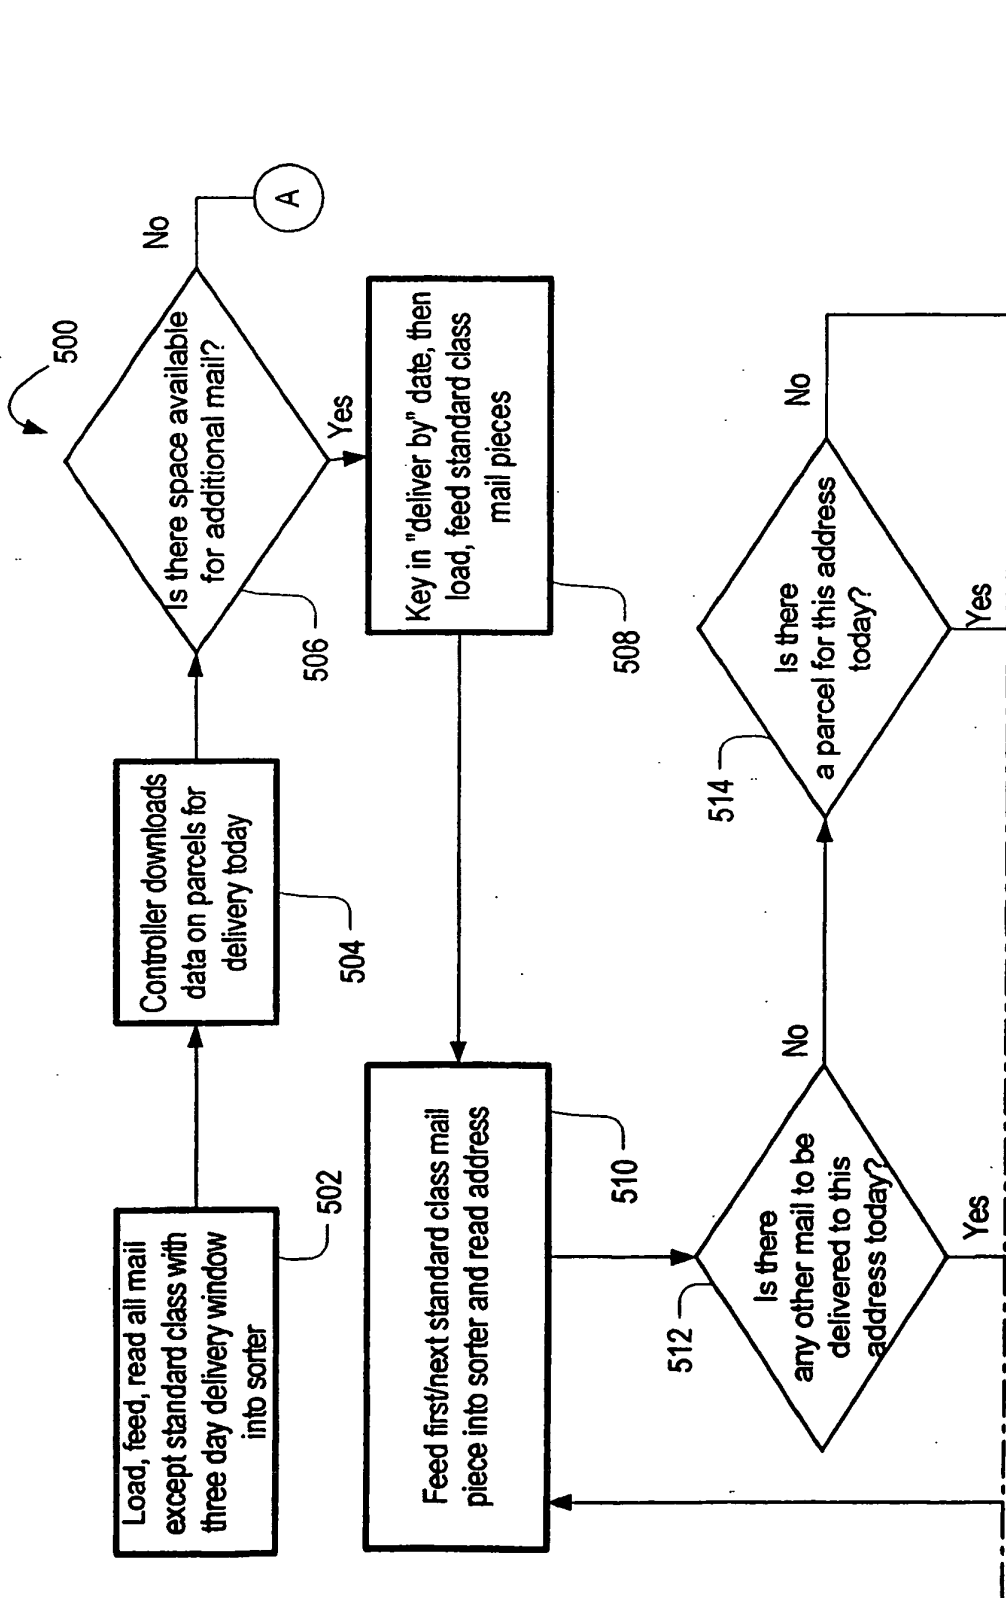 500
Load, feed, read all mail
except standard class with
three day delivery window
into sorter
502
Controller downloads
data on parcels for
delivery today
504
Is there space available
for additional mail?
506
No
A
Yes
Key in "deliver by" date, then
load, feed standard class
mail pieces
508
Feed first/next standard class mail
piece into sorter and read address
510
Is there
any other mail to be
delivered to this
address today?
512
No
Yes
Is there
a parcel for this address
today?
514
No
Yes